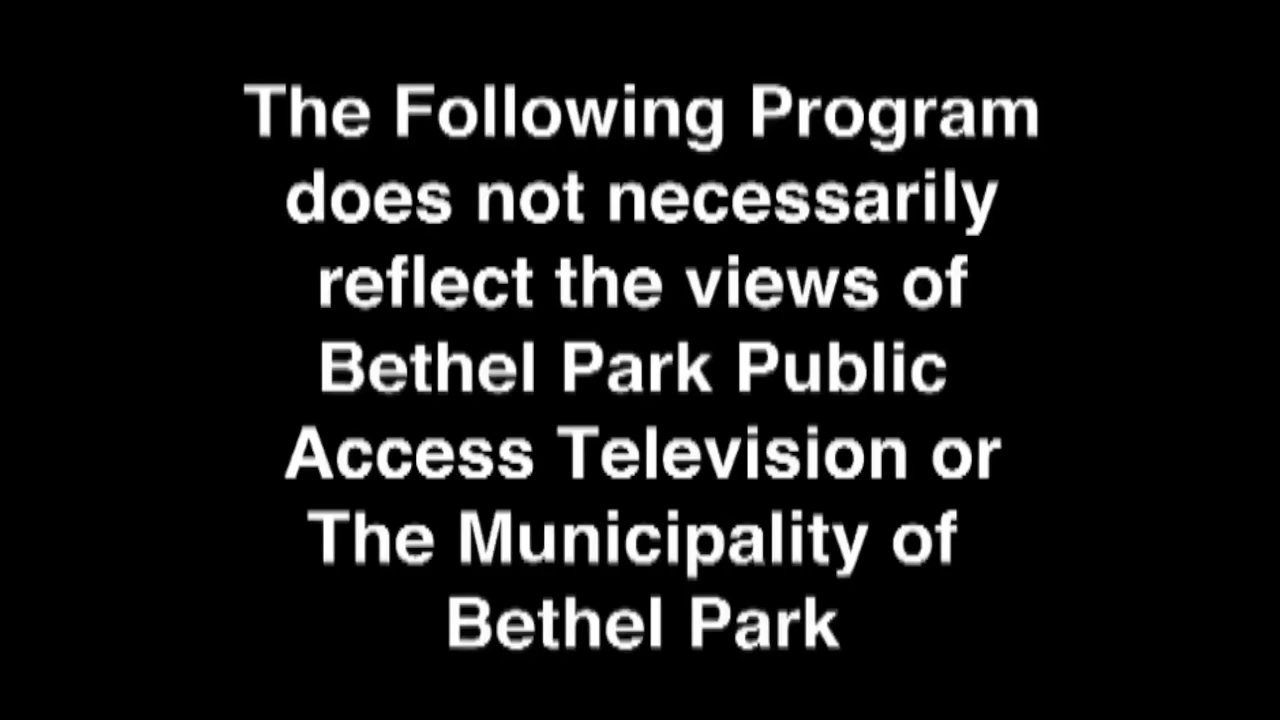 The Following Program
does not necessarily
reflect the views of
Bethel Park Public
Access Television or
The Municipality of
Bethel Park